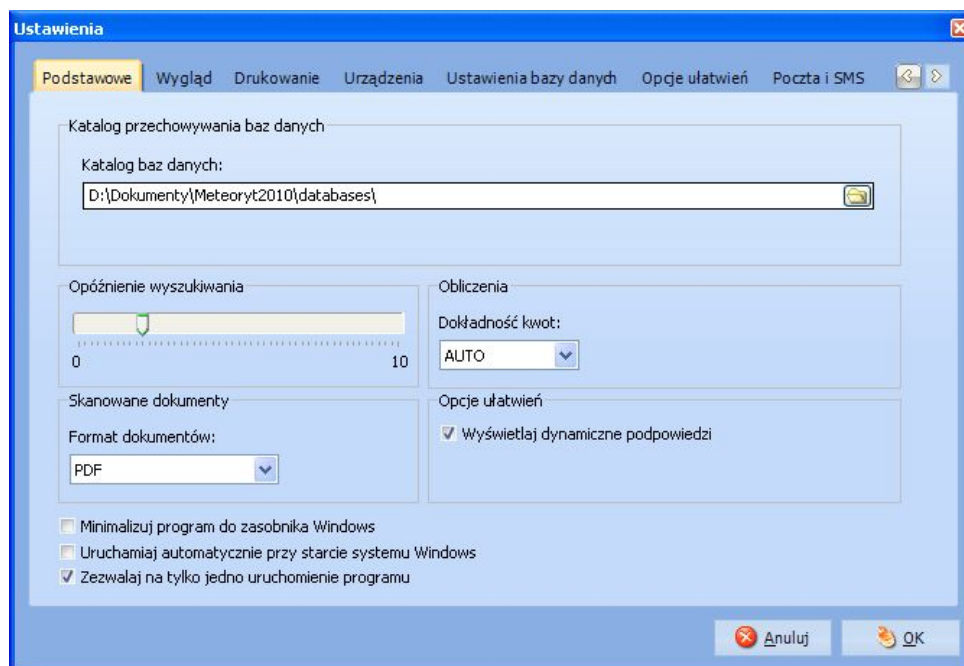 Ustawienia
Podstawowe Wygląd Drukowanie Urządzenia Ustawienia bazy danych Opcje ułatwień Poczta i SMS
Katalog przechowywania baz danych
Katalog baz danych:
D:\Dokumenty\Meteoryt2010\databases\
Opóźnienie wyszukiwania
0 10
Obliczenia
Dokładność kwot:
AUTO
Skanowane dokumenty
Format dokumentów:
PDF
Opcje ułatwień
Wyświetlaj dynamiczne podpowiedzi
Minimalizuj program do zasobnika Windows
Uruchamiaj automatycznie przy starcie systemu Windows
Zezwalaj na tylko jedno uruchomienie programu
Anuluj OK